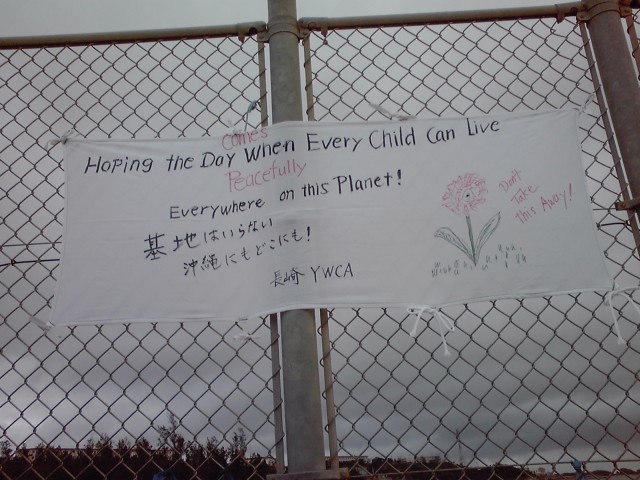 comes
Hoping the Day When Every Child Can Live
Peacefully
Everywhere on this Planet!
基地はいらない
沖縄にもどこにも!
長崎 YWCA
Don't
Take
this Away!